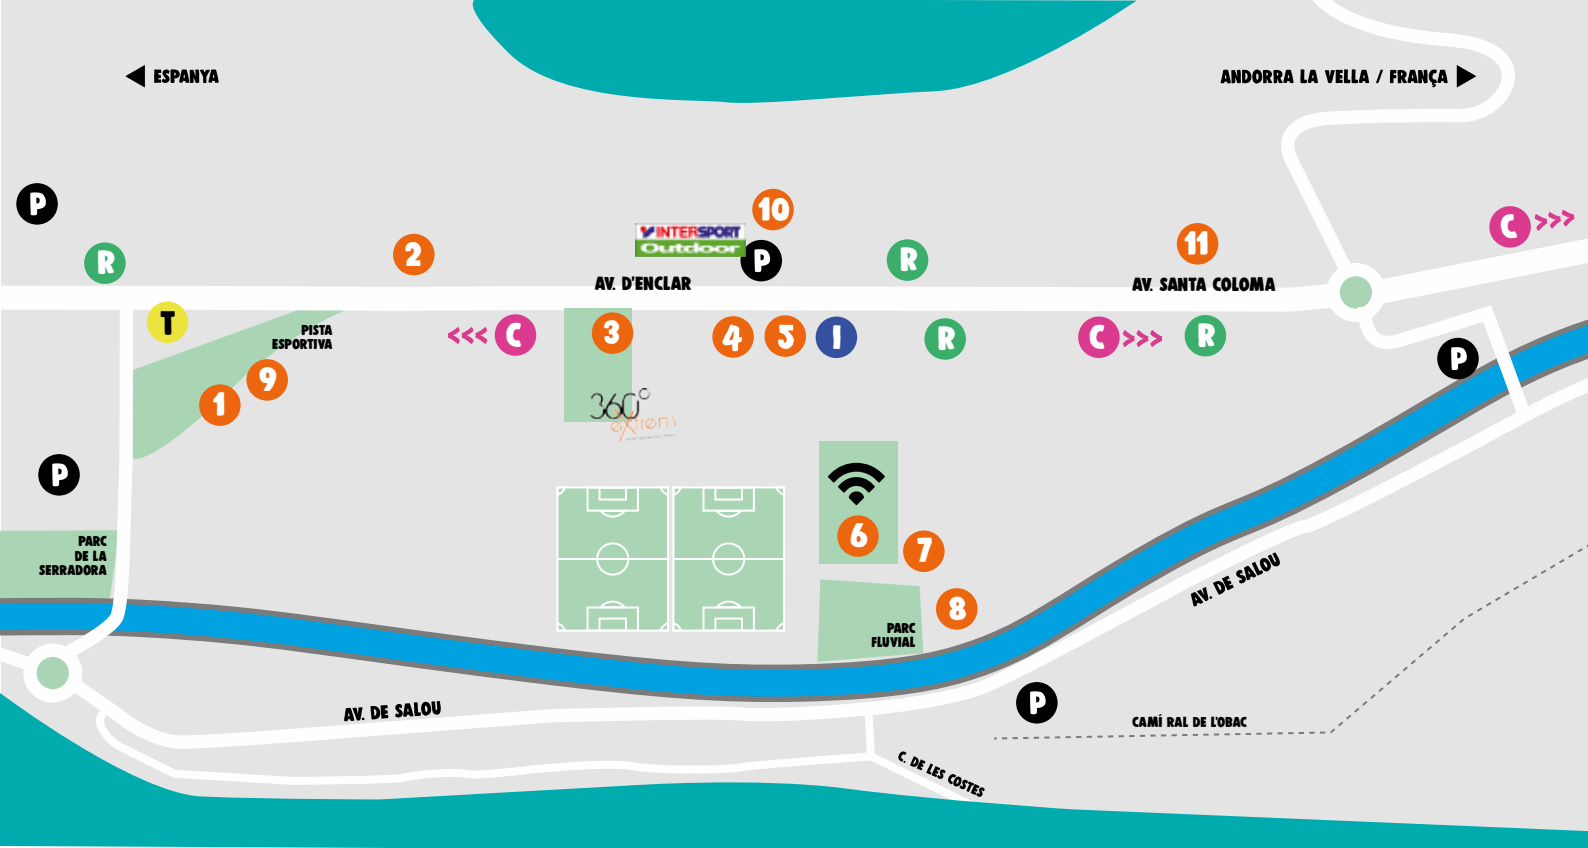 ESPANYA
ANDORRA LA VELLA / FRANÇA
P
10
C >>>
R
2
INTERSPORT
Outdoor
P
R
11
AV. D'ENCLAR
AV. SANTA COLOMA
T
PISTA
ESPORTIVA
<<< C
3
4
5
I
R
C >>>
R
P
1
9
360°
extrem
P
6
7
PARC
DE LA
SERRADORA
8
PARC
FLUVIAL
AV. DE SALOU
AV. DE SALOU
P
CAMÍ RAL DE L'OBAC
C. DE LES COSTES